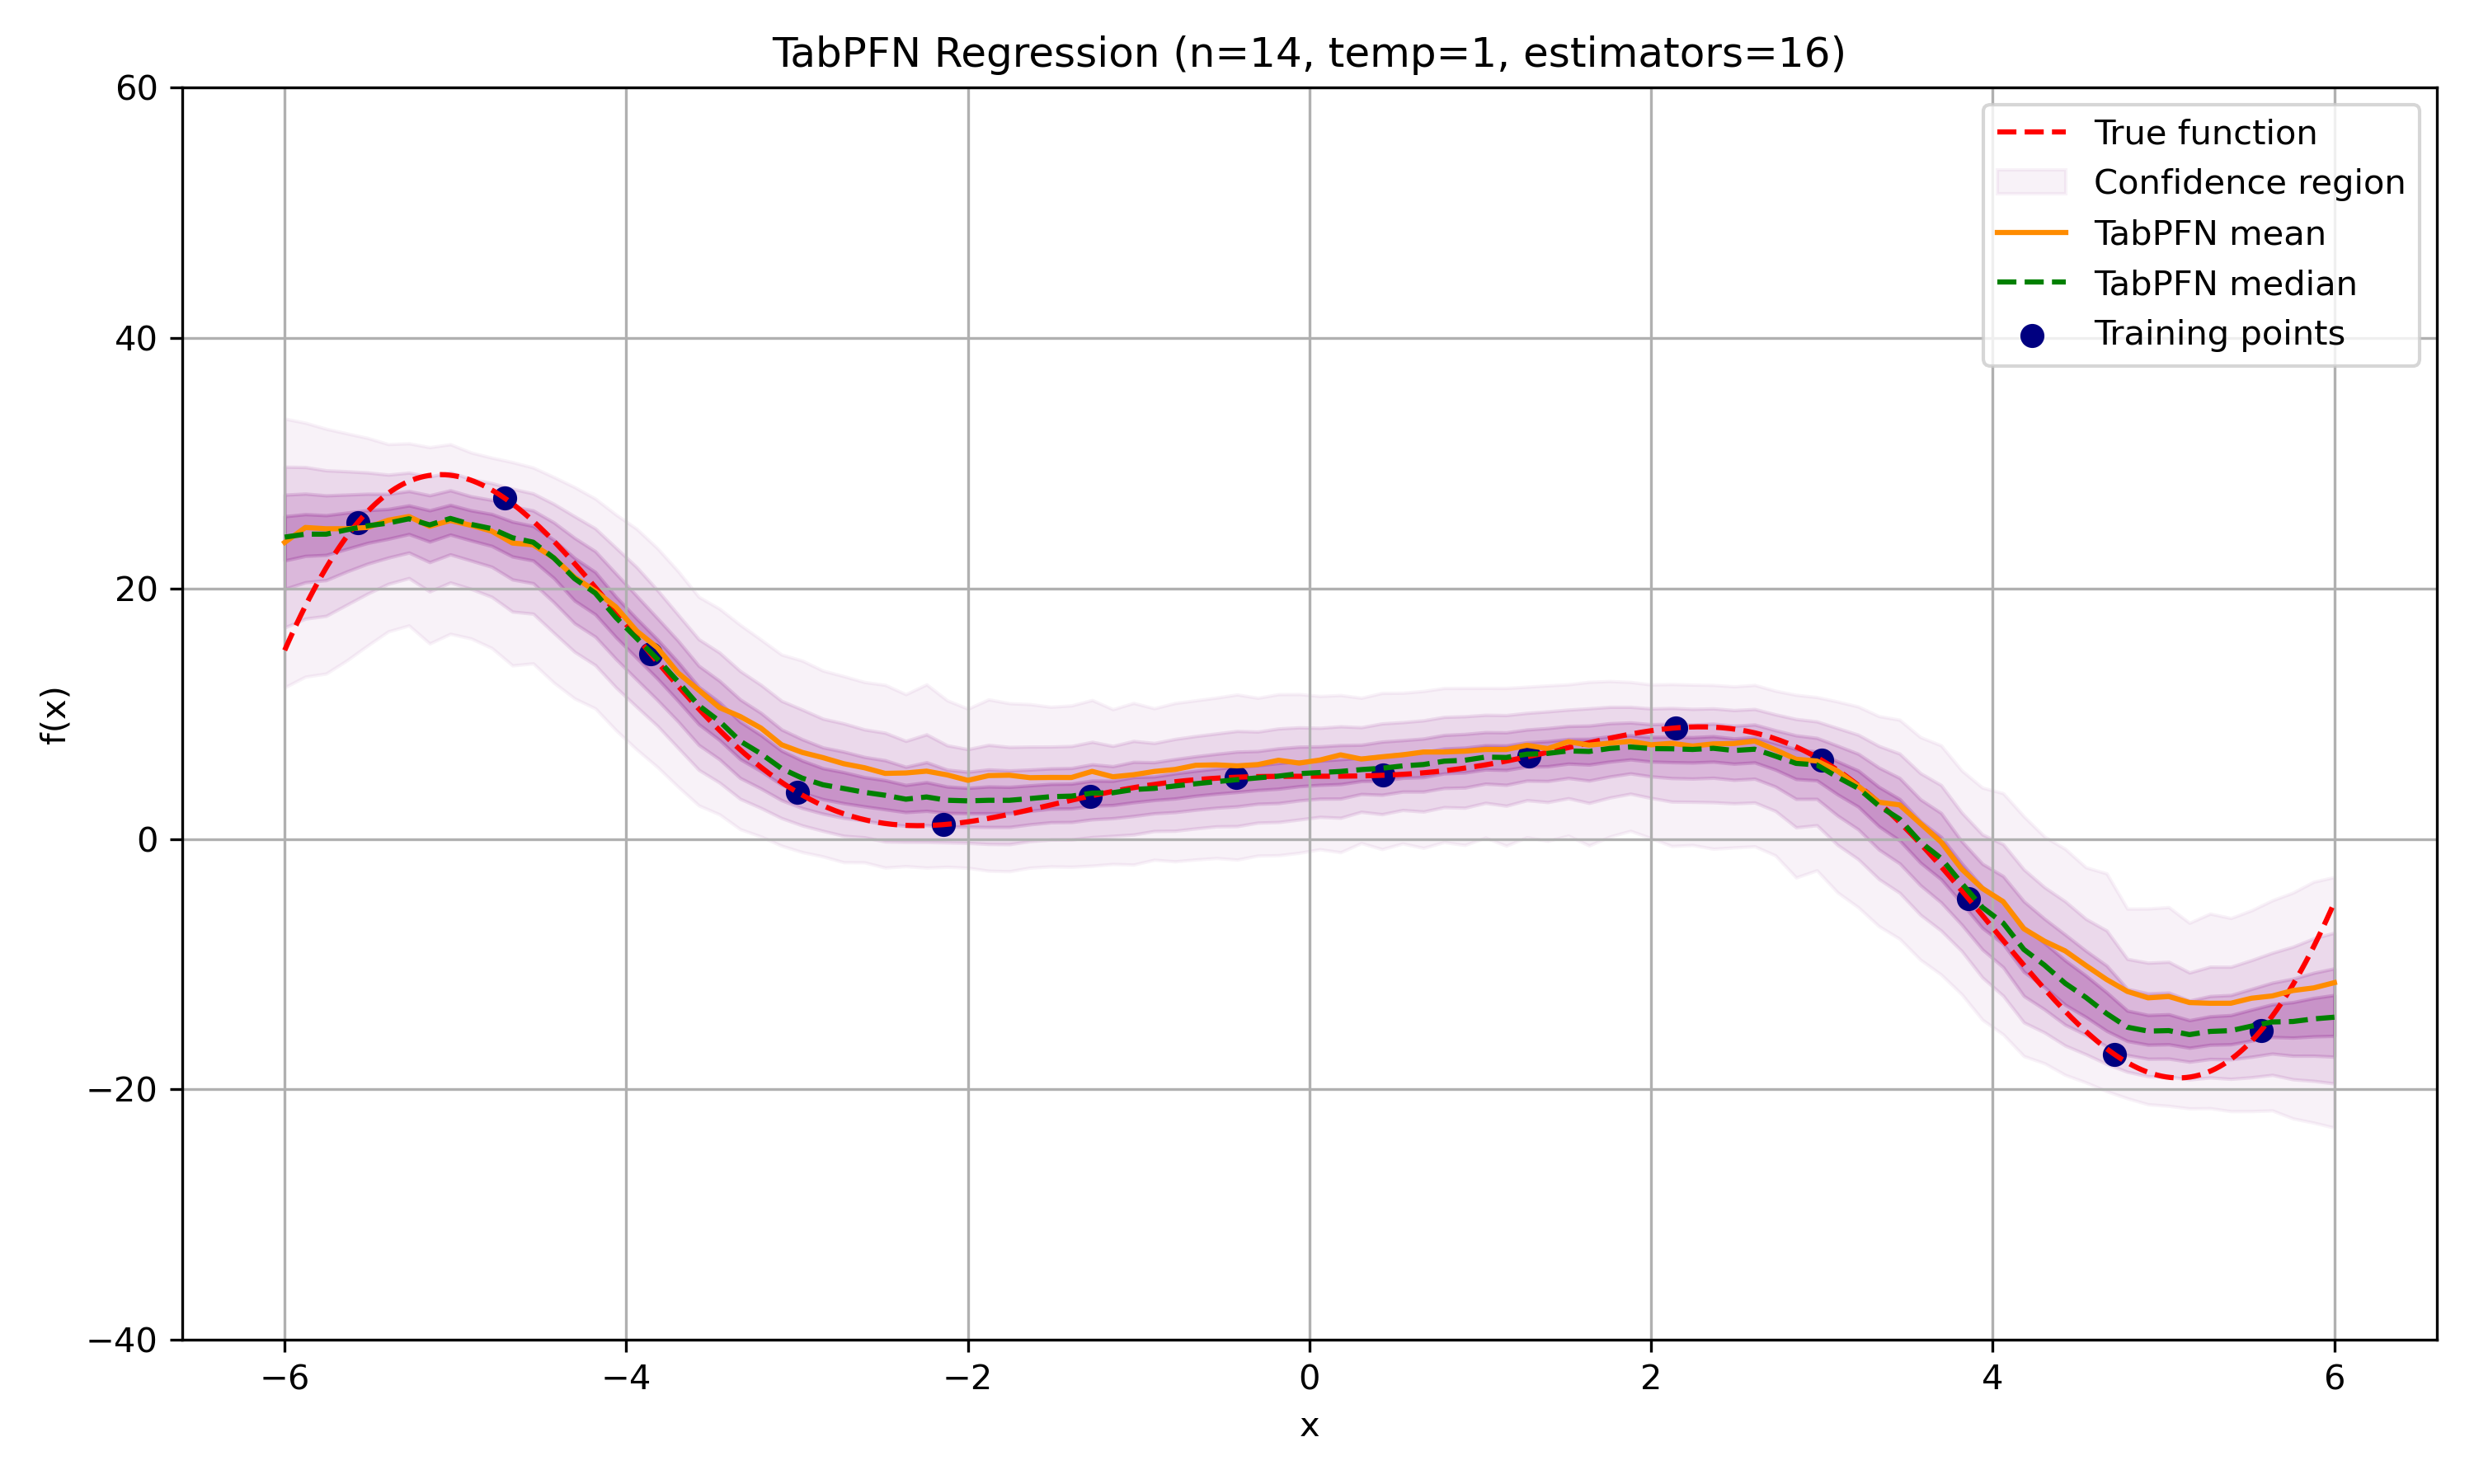 TabPFN Regression (n=14, temp=1, estimators=16)
60
40
20
0
−20
−40
f(x)
True function
Confidence region
TabPFN mean
TabPFN median
Training points
−6
−4
−2
0
2
4
6
x